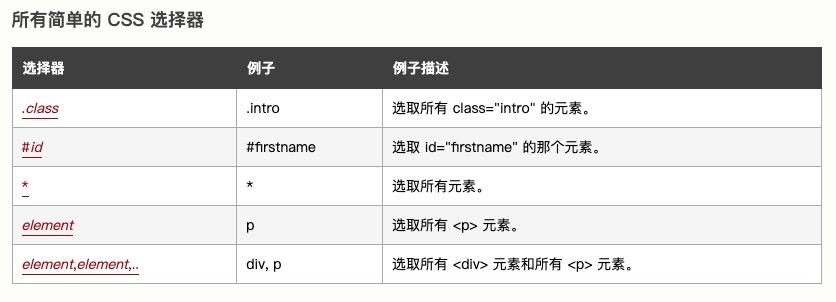 所有简单的 CSS 选择器
选择器 例子 例子描述
.class .intro 选取所有 class="intro" 的元素。
#id #firstname 选取 id="firstname" 的那个元素。
* * 选取所有元素。
element p 选取所有 <p> 元素。
element,element,.. div, p 选取所有 <div> 元素和所有 <p> 元素。